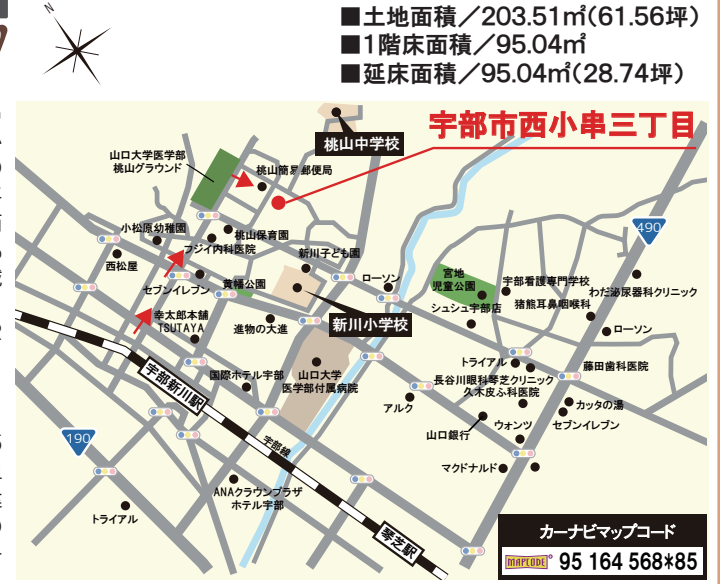 N
■土地面積／203.51㎡(61.56坪)
■1階床面積／95.04㎡
■延床面積／95.04㎡(28.74坪)
宇部市西小串三丁目
桃山中学校
山口大学医学部
桃山グラウンド
桃山簡易郵便局
小松原幼稚園
桃山保育園
フジイ内科医院
西松屋
新川子ども園
セブンイレブン
黄幡公園
ローソン
宮地
児童公園
宇部看護専門学校
490
わだ泌尿器科クリニック
シュシュ宇部店
猪熊耳鼻咽喉科
幸太郎本舗
TSUTAYA
進物の大進
新川小学校
ローソン
国際ホテル宇部
山口大学
医学部付属病院
トライアル
長谷川眼科琴芝クリニック
久木皮ふ科医院
藤田歯科医院
宇部新川駅
アルク
カッタの湯
セブンイレブン
山口銀行
ウォンツ
190
宇部線
マクドナルド
ANAクラウンプラザ
ホテル宇部
トライアル
琴芝駅
カーナビマップコード
MAPCODE 95 164 568*85